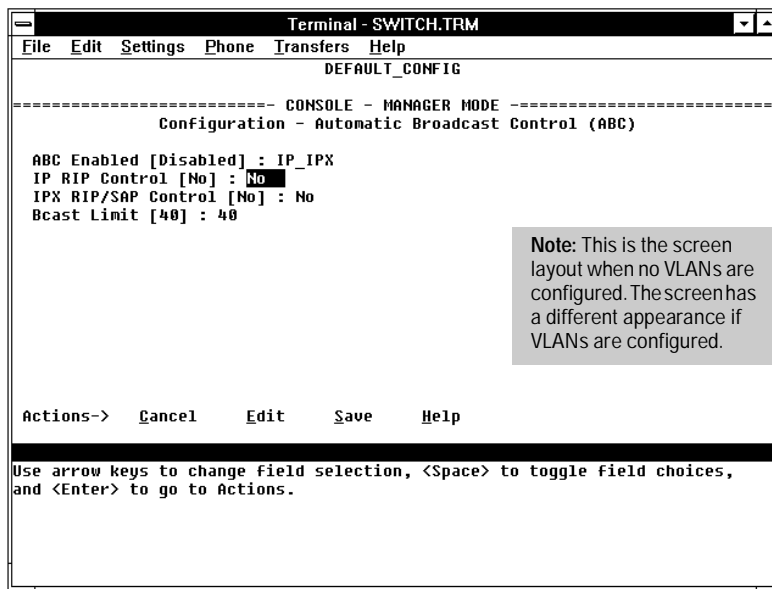 Terminal - SWITCH.TRM
File Edit Settings Phone Transfers Help
DEFAULT_CONFIG
==========================- CONSOLE - MANAGER MODE -==========================
Configuration - Automatic Broadcast Control (ABC)
ABC Enabled [Disabled] : IP_IPX
IP RIP Control [No] : No
IPX RIP/SAP Control [No] : No
Bcast Limit [40] : 40
Note: This is the screen
layout when no VLANs are
configured. The screen has
a different appearance if
VLANs are configured.
Actions-> Cancel Edit Save Help
Use arrow keys to change field selection, <Space> to toggle field choices,
and <Enter> to go to Actions.